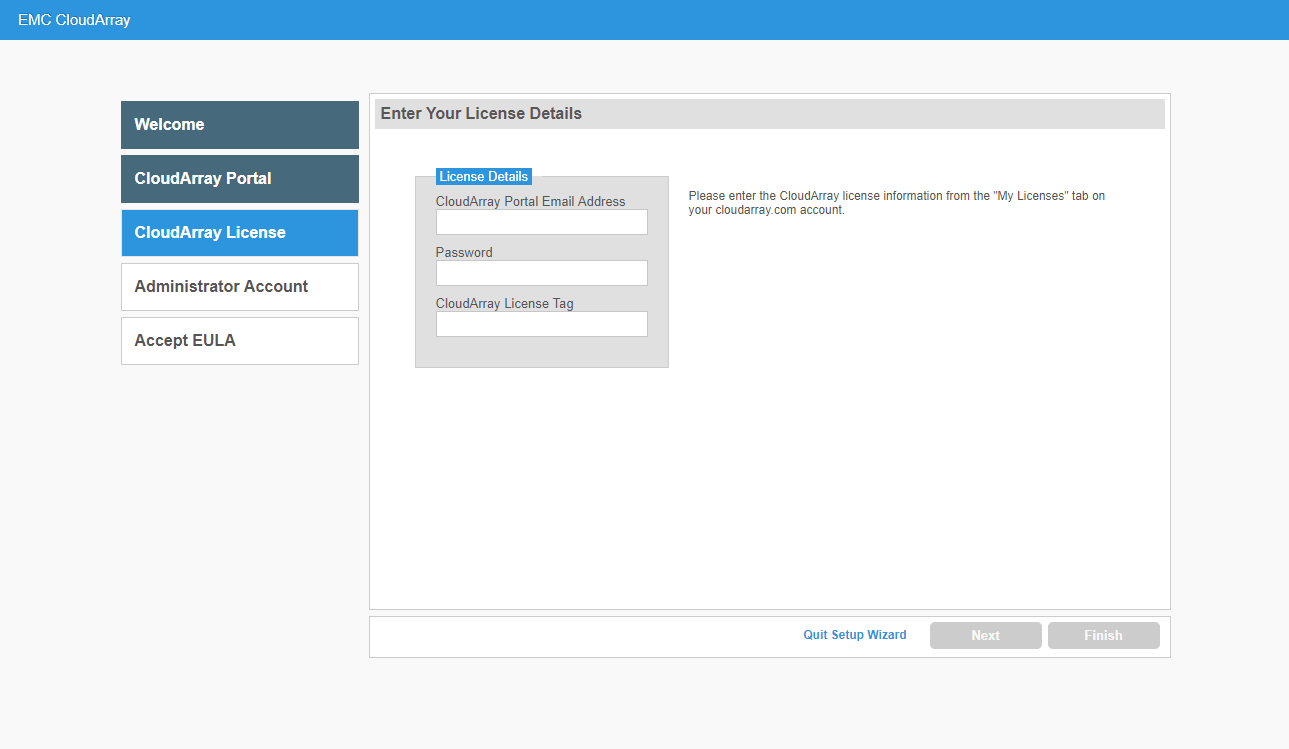 EMC CloudArray
Welcome
CloudArray Portal
CloudArray License
Administrator Account
Accept EULA
Enter Your License Details
License Details
CloudArray Portal Email Address
Password
CloudArray License Tag
Please enter the CloudArray license information from the "My Licenses" tab on
your cloudarray.com account.
Quit Setup Wizard
Next
Finish